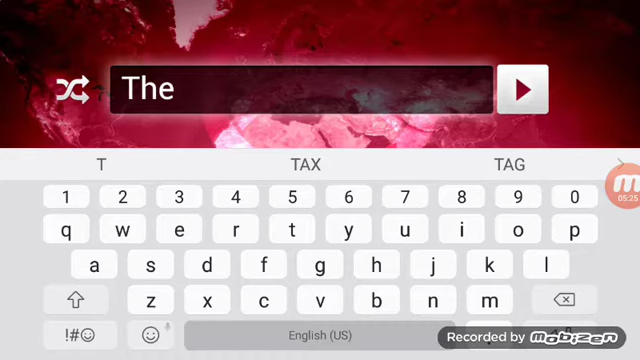 The
T TAX TAG
05:25
1 2 3 4 5 6 7 8 9 0
q w e r t y u i o p
a s d f g h j k l
z x c v b n m
!#
English (US)
Recorded by mobizen